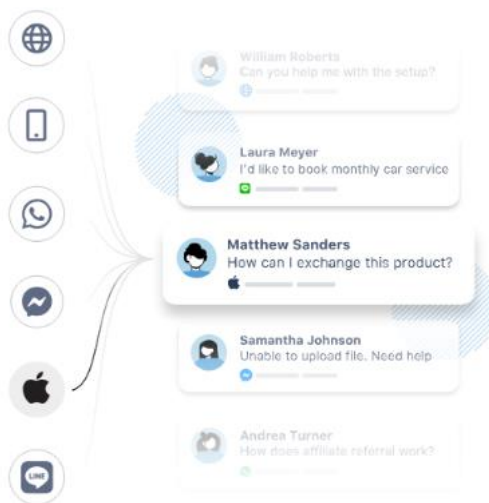 William Roberts
Can you help me with the setup?
Laura Meyer
I'd like to book monthly car service
Matthew Sanders
How can I exchange this product?
Samantha Johnson
Unable to upload file. Need help
Andrea Turner
How does affiliate referral work?
LINE